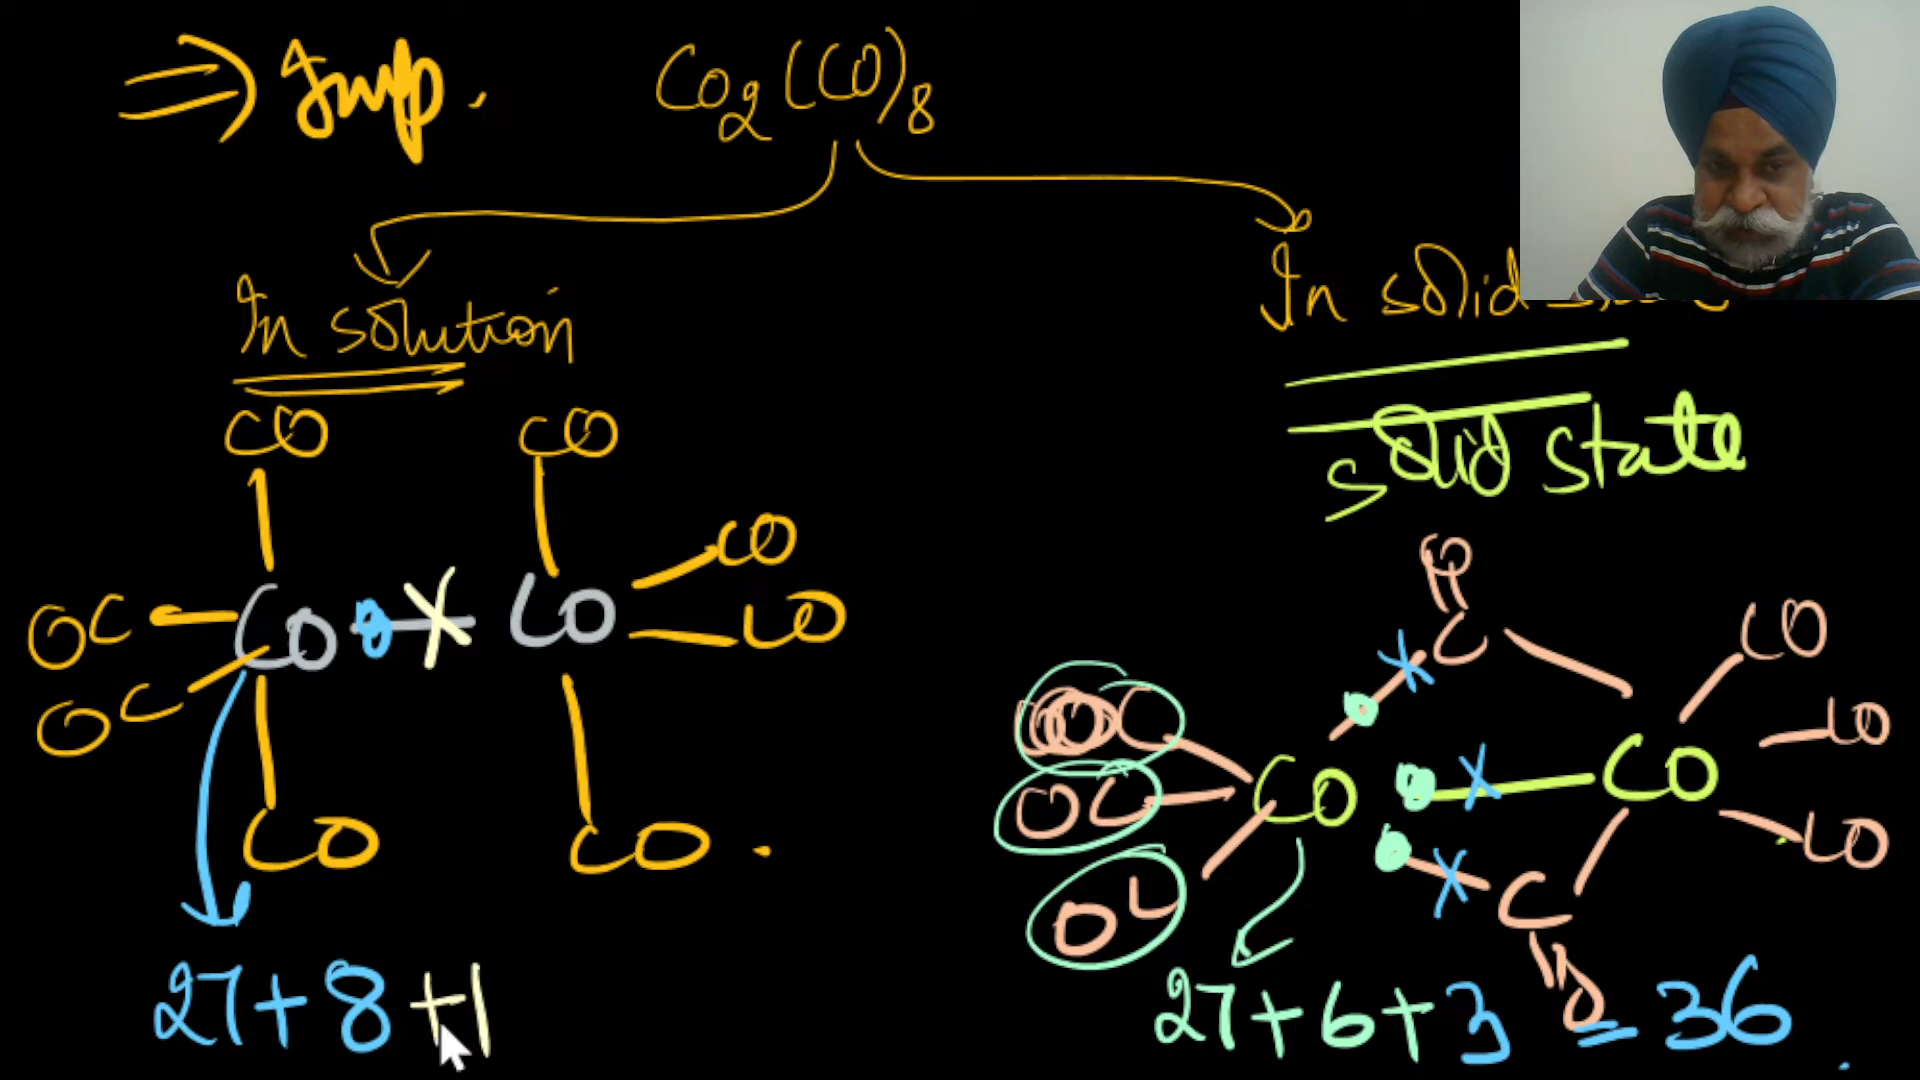 ⇒ Imp. Co2(CO)8
In solution
In solid
solid state
CO CO
CO
OC Co Co CO
OC
CO CO
O
C CO
OC CO
OC Co Co
OC CO
C
O
27+8+1
27+6+3 = 36